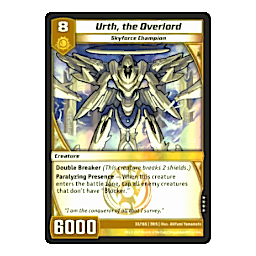 8
Urth, the Overlord
Skyforce Champion
Creature
Double Breaker (This creature breaks 2 shields.)
Paralyzing Presence — When this creature
enters the battle zone, tap all enemy creatures
that don't have "Blocker."
"I am the conqueror of all that I survey."
6000